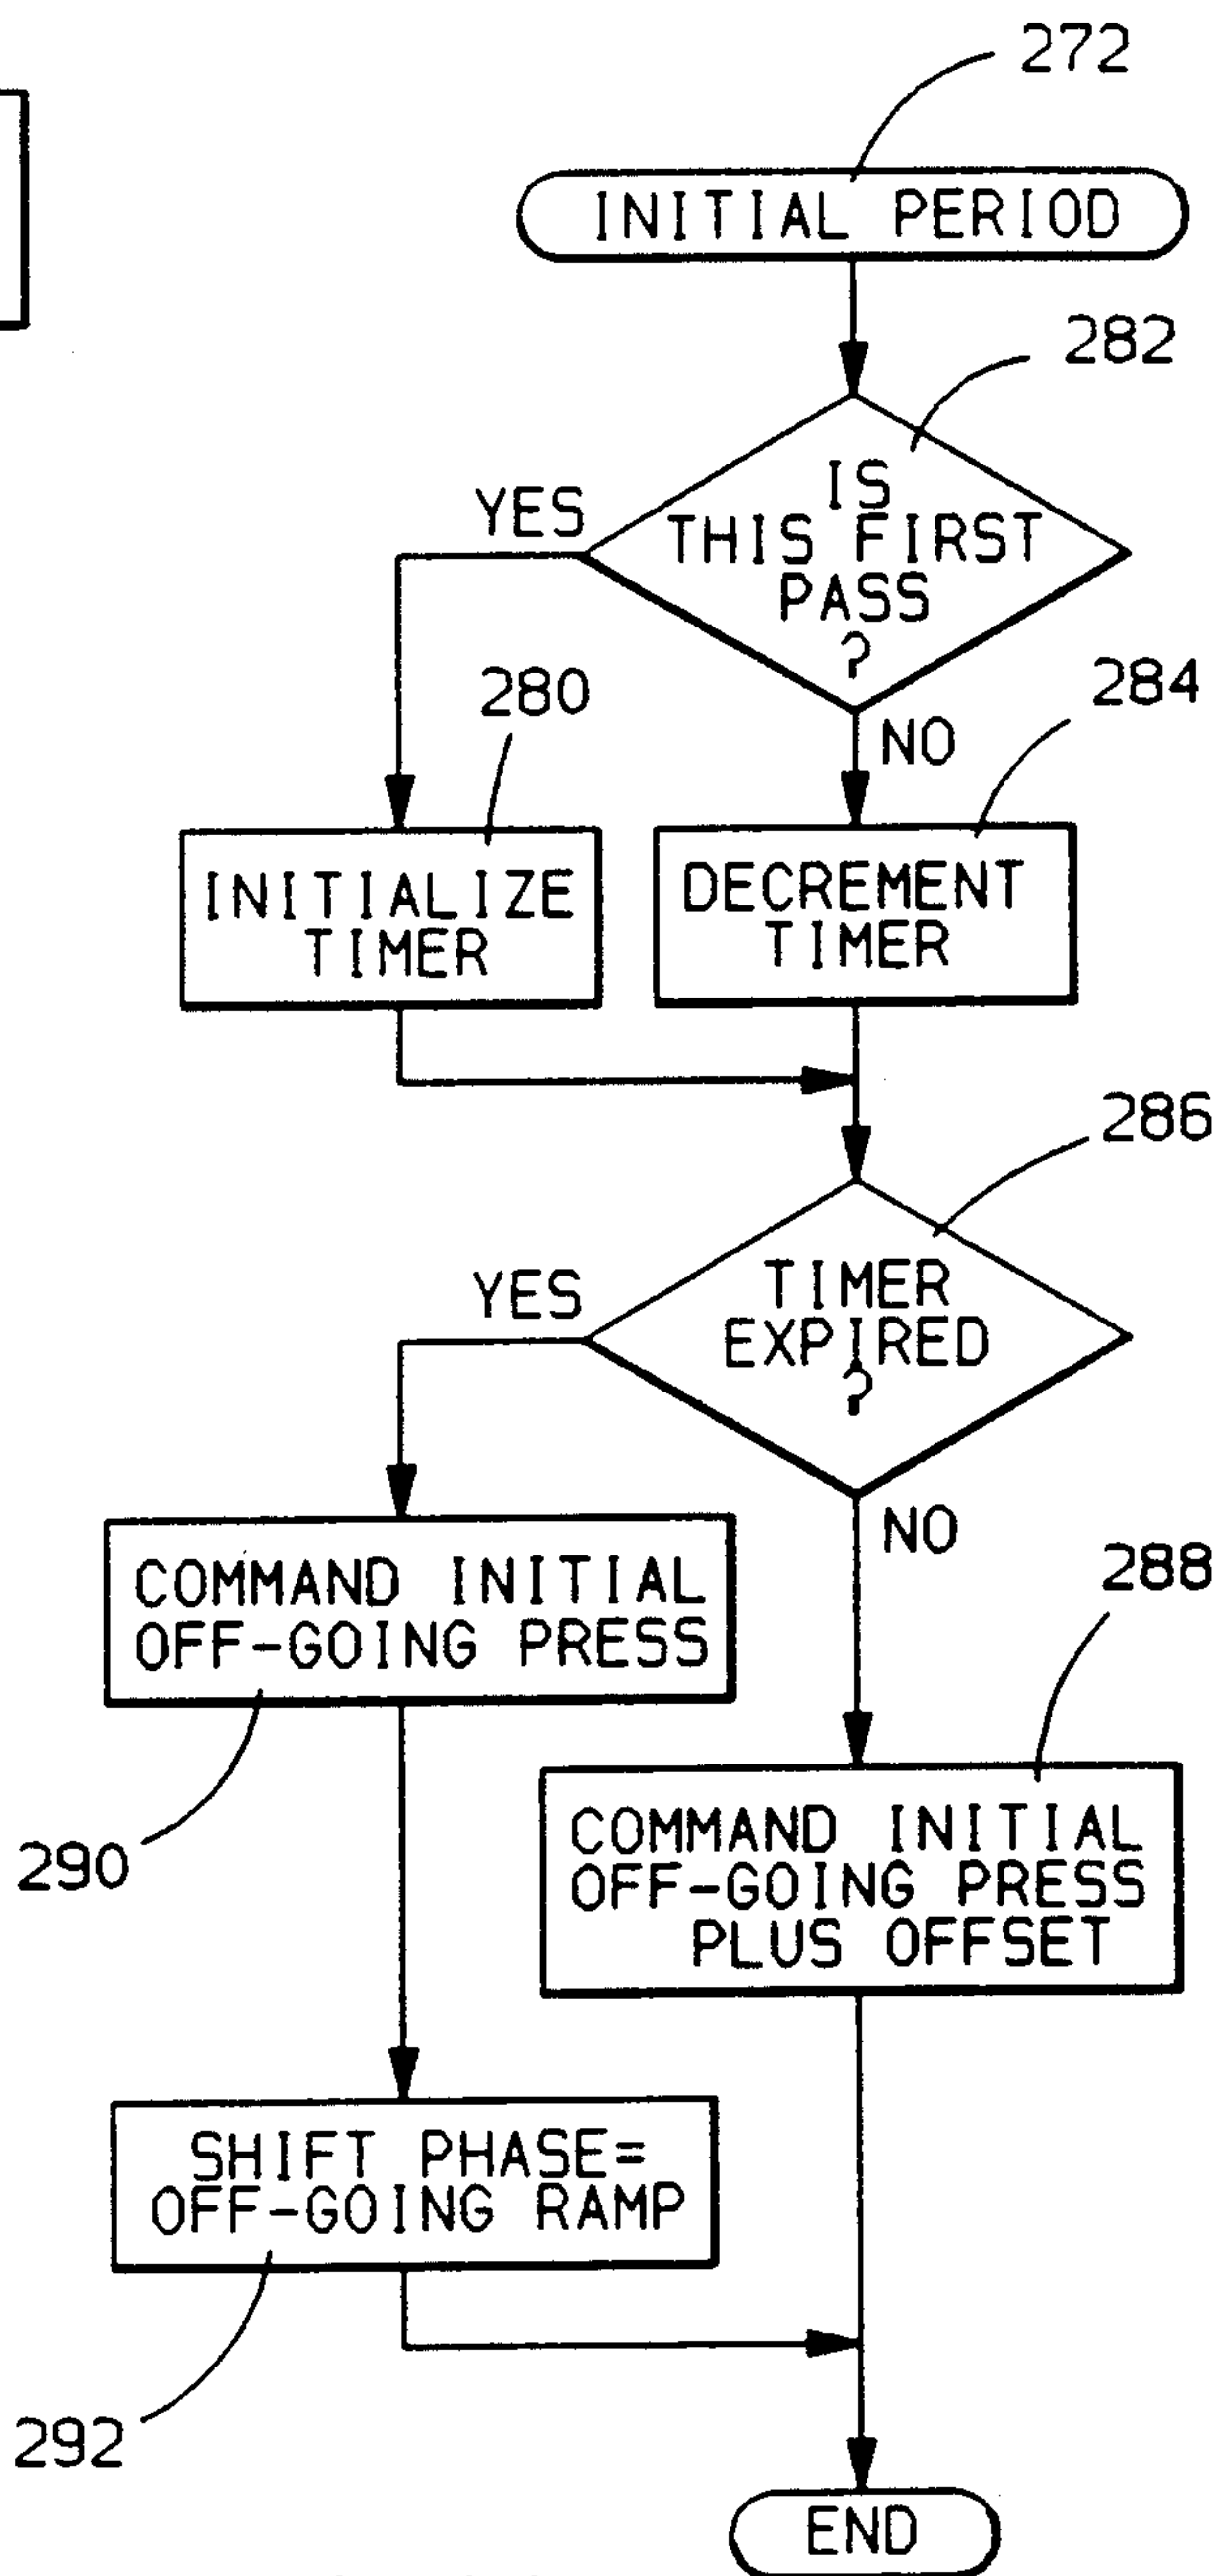 272
INITIAL PERIOD
282
IS
THIS FIRST
PASS
?
YES
NO
280
284
INITIALIZE
TIMER
DECREMENT
TIMER
286
TIMER
EXPIRED
?
YES
NO
COMMAND INITIAL
OFF-GOING PRESS
288
290
COMMAND INITIAL
OFF-GOING PRESS
PLUS OFFSET
SHIFT PHASE=
OFF-GOING RAMP
292
END